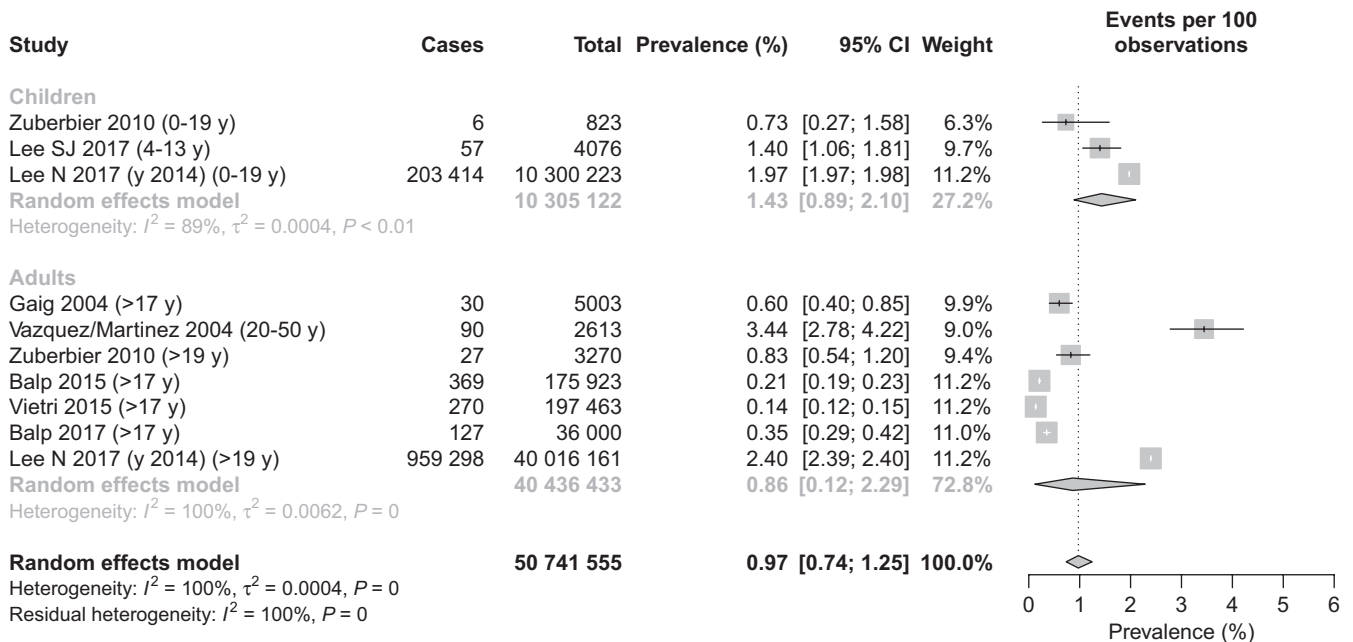 Events per 100
Study Cases Total Prevalence (%) 95% CI Weight observations
Children
Zuberbier 2010 (0-19 y) 6 823 0.73 [0.27; 1.58] 6.3%
Lee SJ 2017 (4-13 y) 57 4076 1.40 [1.06; 1.81] 9.7%
Lee N 2017 (y 2014) (0-19 y) 203 414 10 300 223 1.97 [1.97; 1.98] 11.2%
Random effects model 10 305 122 1.43 [0.89; 2.10] 27.2%
Heterogeneity: I² = 89%, τ² = 0.0004, P < 0.01
Adults
Gaig 2004 (>17 y) 30 5003 0.60 [0.40; 0.85] 9.9%
Vazquez/Martinez 2004 (20-50 y) 90 2613 3.44 [2.78; 4.22] 9.0%
Zuberbier 2010 (>19 y) 27 3270 0.83 [0.54; 1.20] 9.4%
Balp 2015 (>17 y) 369 175 923 0.21 [0.19; 0.23] 11.2%
Vietri 2015 (>17 y) 270 197 463 0.14 [0.12; 0.15] 11.2%
Balp 2017 (>17 y) 127 36 000 0.35 [0.29; 0.42] 11.0%
Lee N 2017 (y 2014) (>19 y) 959 298 40 016 161 2.40 [2.39; 2.40] 11.2%
Random effects model 40 436 433 0.86 [0.12; 2.29] 72.8%
Heterogeneity: I² = 100%, τ² = 0.0062, P = 0
Random effects model 50 741 555 0.97 [0.74; 1.25] 100.0%
Heterogeneity: I² = 100%, τ² = 0.0004, P = 0
Residual heterogeneity: I² = 100%, P = 0
0 1 2 3 4 5 6
Prevalence (%)